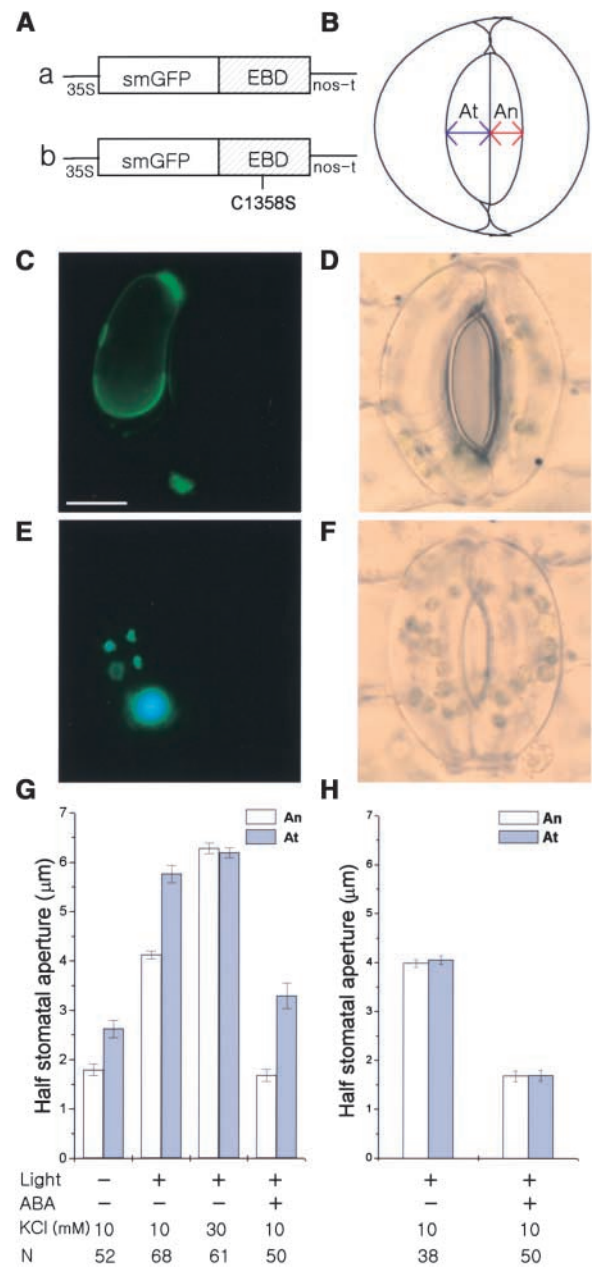 A
a
35S
smGFP
EBD
nos-t
b
35S
smGFP
EBD
nos-t
C1358S
B
At
An
C
D
E
F
G
Half stomatal aperture (μm)
7
6
5
4
3
2
1
0
An
At
Light − + + +
ABA − − − +
KCl (mM) 10 10 30 10
N 52 68 61 50
H
Half stomatal aperture (μm)
7
6
5
4
3
2
1
0
An
At
+ +
− +
10 10
38 50